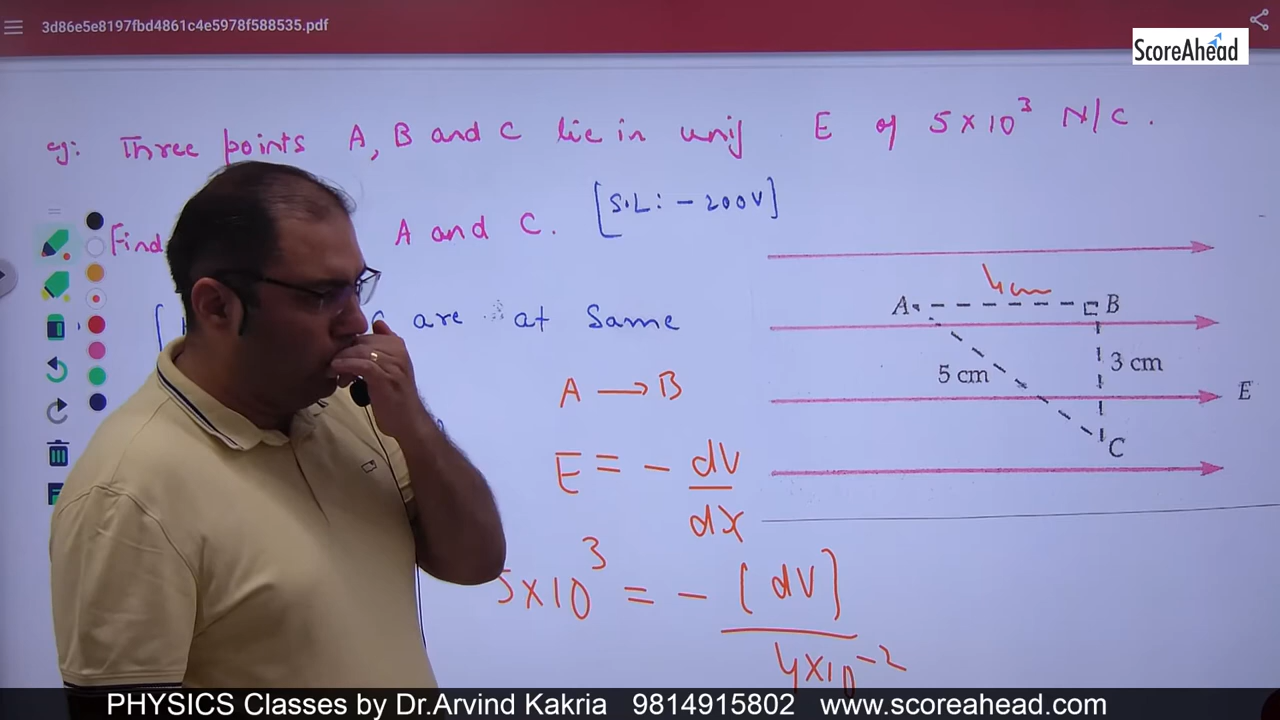 3d86e5e8197fbd4861c4e5978f588535.pdf
ScoreAhead
eg: Three points A, B and C lie in unif E of 5×10³ N/C.
Find A and C. [S.L: - 200V]
are at same
4cm
A B
5 cm 3 cm
E
C
A → B
E = - dV/dx
5×10³ = - [dV]/4×10⁻²
PHYSICS Classes by Dr.Arvind Kakria 9814915802 www.scoreahead.com